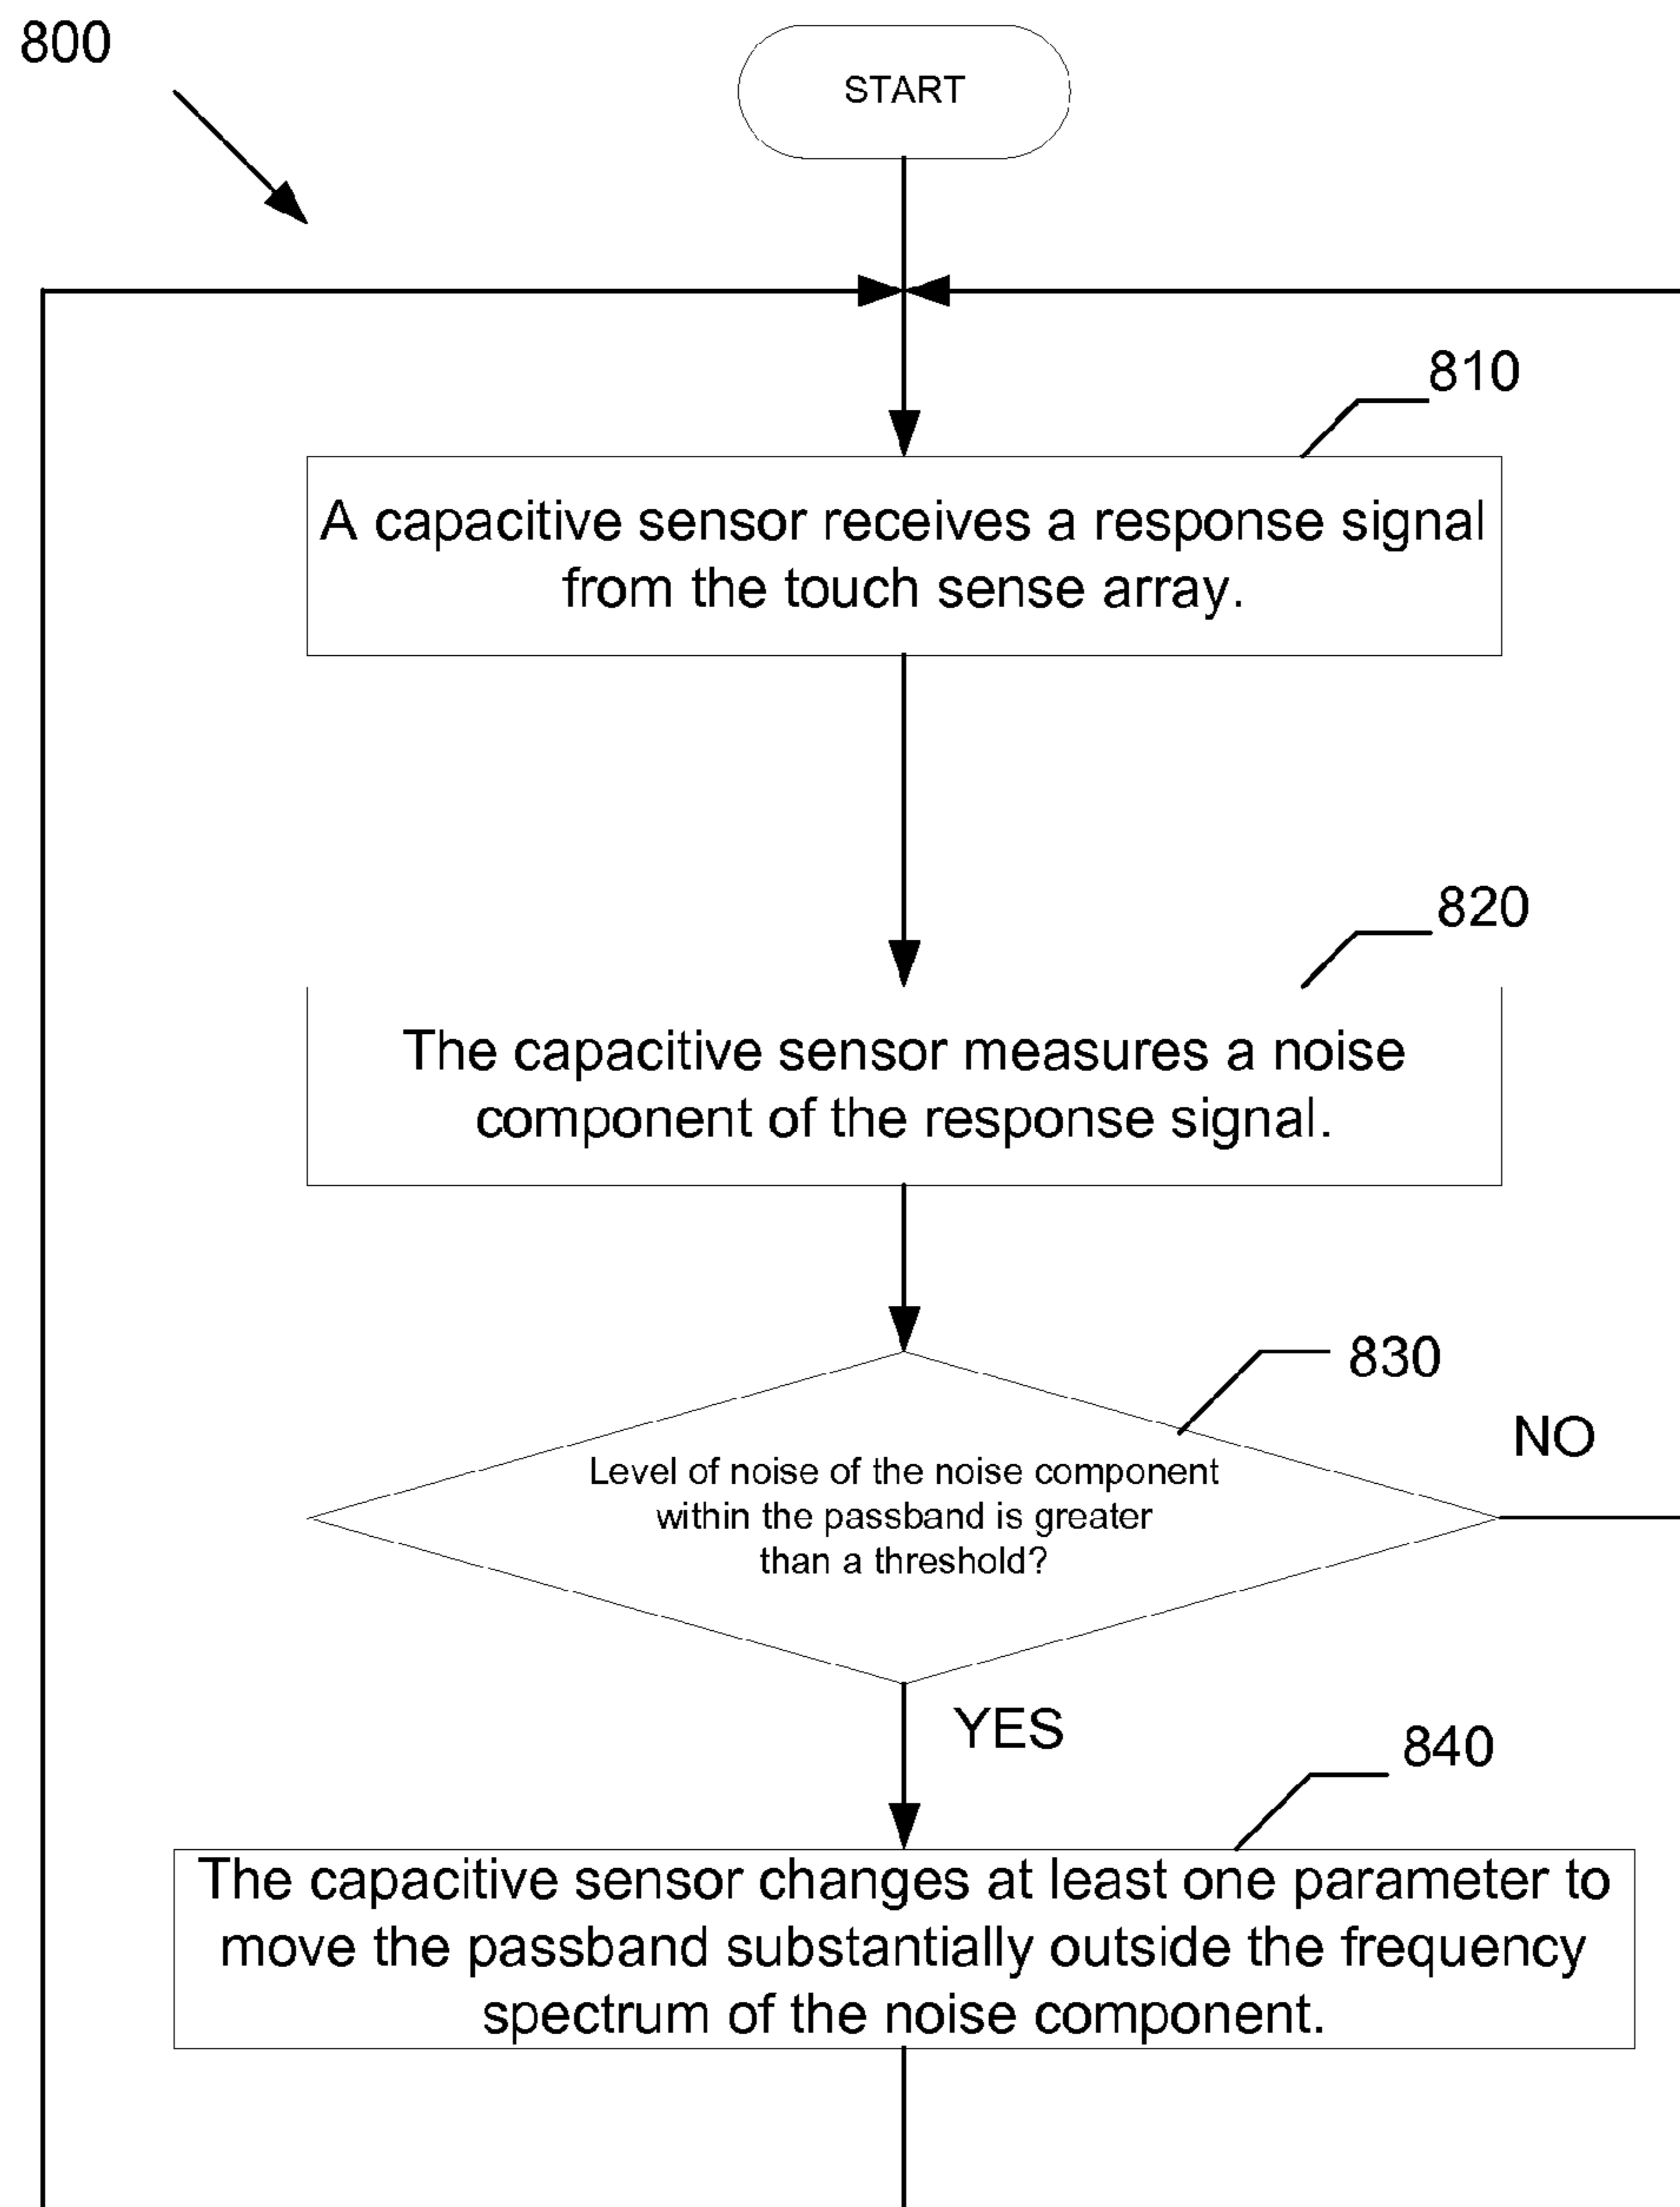 800
START
810
A capacitive sensor receives a response signal
from the touch sense array.
820
The capacitive sensor measures a noise
component of the response signal.
830
NO
Level of noise of the noise component
within the passband is greater
than a threshold?
YES
840
The capacitive sensor changes at least one parameter to
move the passband substantially outside the frequency
spectrum of the noise component.